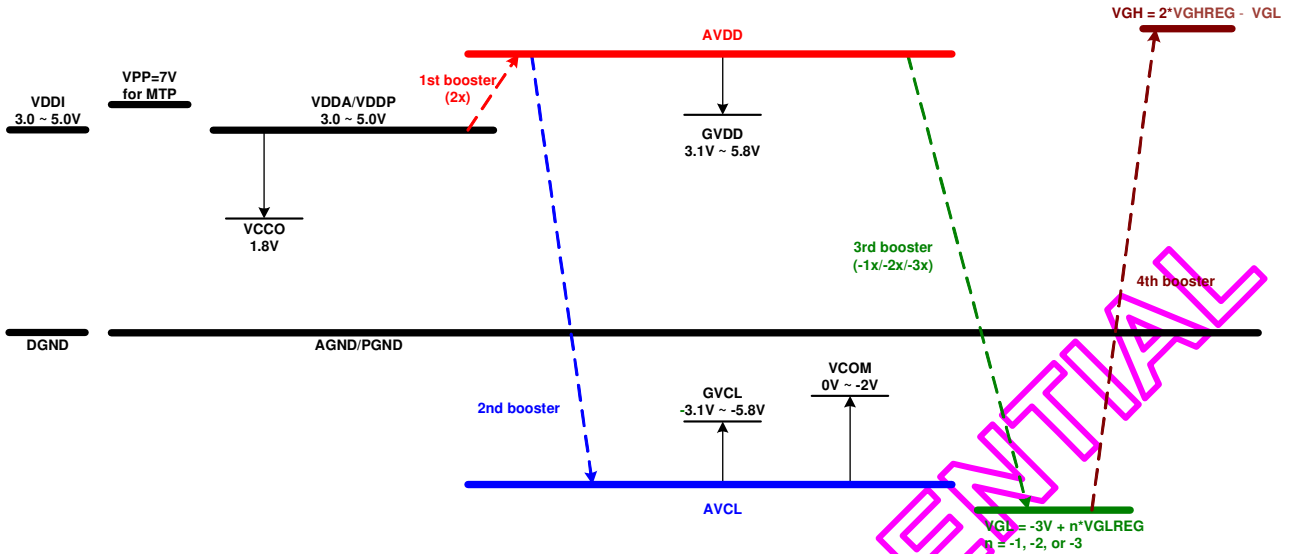 VGH = 2*VGHREG - VGL
AVDD
1st booster
(2x)
VPP=7V
for MTP
VDDI
3.0 ~ 5.0V
VDDA/VDDP
3.0 ~ 5.0V
GVDD
3.1V ~ 5.8V
VCCO
1.8V
3rd booster
(-1x/-2x/-3x)
4th booster
DGND
AGND/PGND
VCOM
0V ~ -2V
GVCL
-3.1V ~ -5.8V
2nd booster
AVCL
VGL = -3V + n*VGLREG
n = -1, -2, or -3
ENTIAL